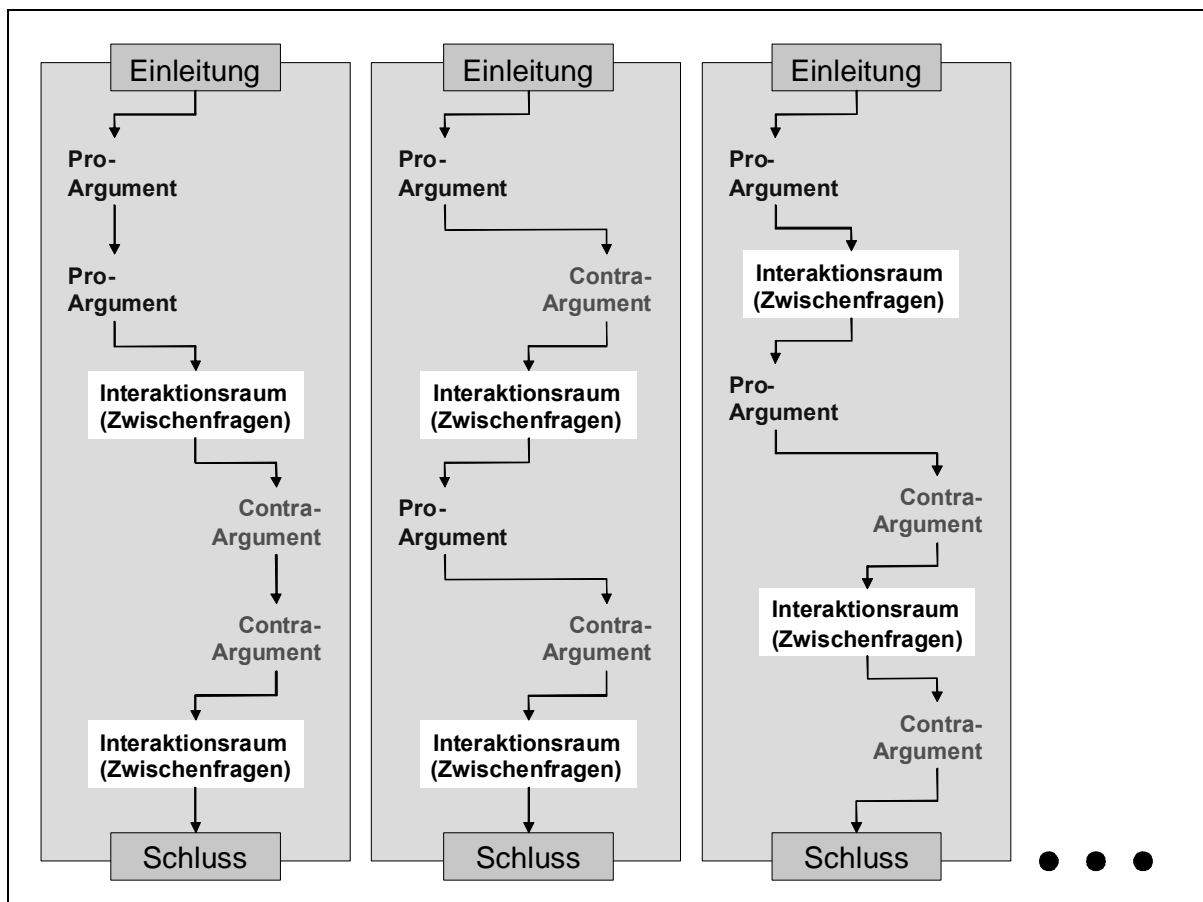 Einleitung
Pro-
Argument
Pro-
Argument
Interaktionsraum
(Zwischenfragen)
Contra-
Argument
Contra-
Argument
Interaktionsraum
(Zwischenfragen)
Schluss
Einleitung
Pro-
Argument
Contra-
Argument
Interaktionsraum
(Zwischenfragen)
Pro-
Argument
Contra-
Argument
Interaktionsraum
(Zwischenfragen)
Schluss
Einleitung
Pro-
Argument
Interaktionsraum
(Zwischenfragen)
Pro-
Argument
Contra-
Argument
Interaktionsraum
(Zwischenfragen)
Contra-
Argument
Schluss